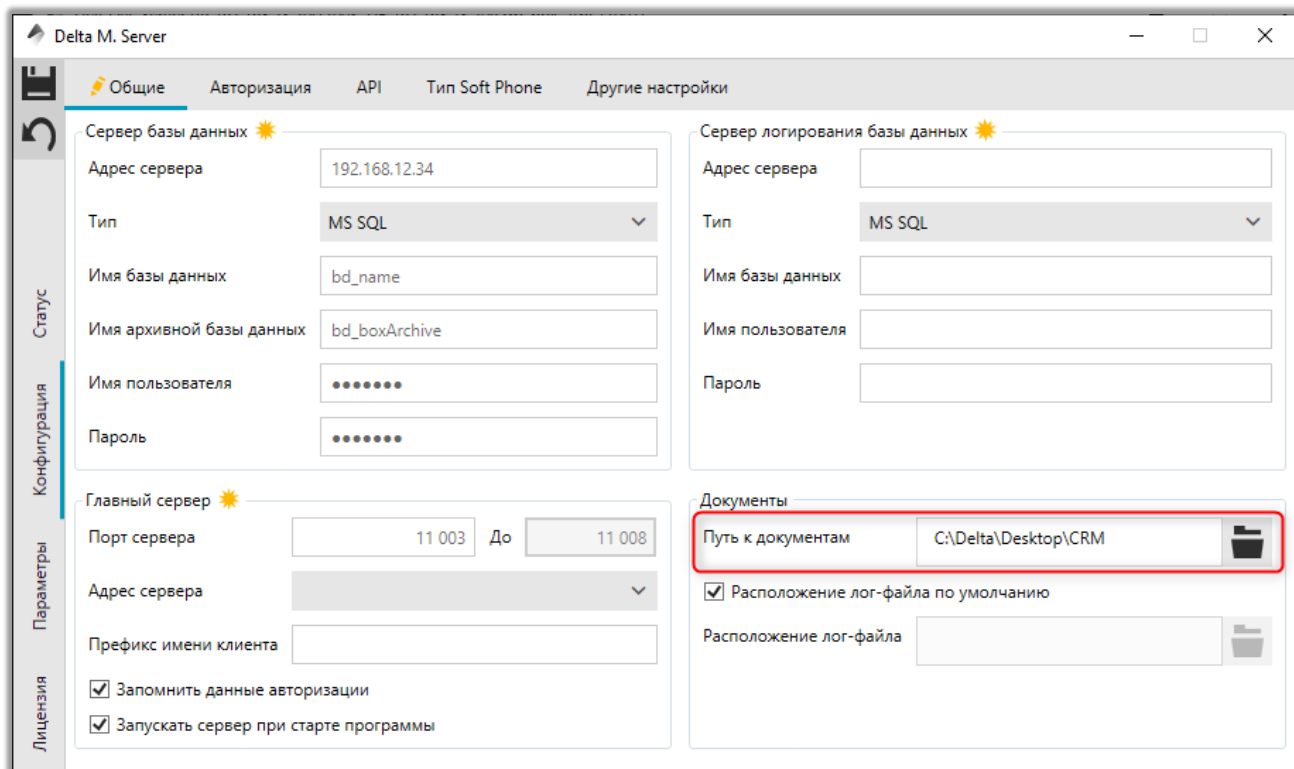 Delta M. Server
Общие Авторизация API Тип Soft Phone Другие настройки
Сервер базы данных
Адрес сервера 192.168.12.34
Тип MS SQL
Имя базы данных bd_name
Имя архивной базы данных bd_boxArchive
Имя пользователя •••••••
Пароль •••••••
Сервер логирования базы данных
Адрес сервера
Тип MS SQL
Имя базы данных
Имя пользователя
Пароль
Главный сервер
Порт сервера 11 003 До 11 008
Адрес сервера
Префикс имени клиента
Запомнить данные авторизации
Запускать сервер при старте программы
Документы
Путь к документам C:\Delta\Desktop\CRM
Расположение лог-файла по умолчанию
Расположение лог-файла
Статус
Конфигурация
Параметры
Лицензия